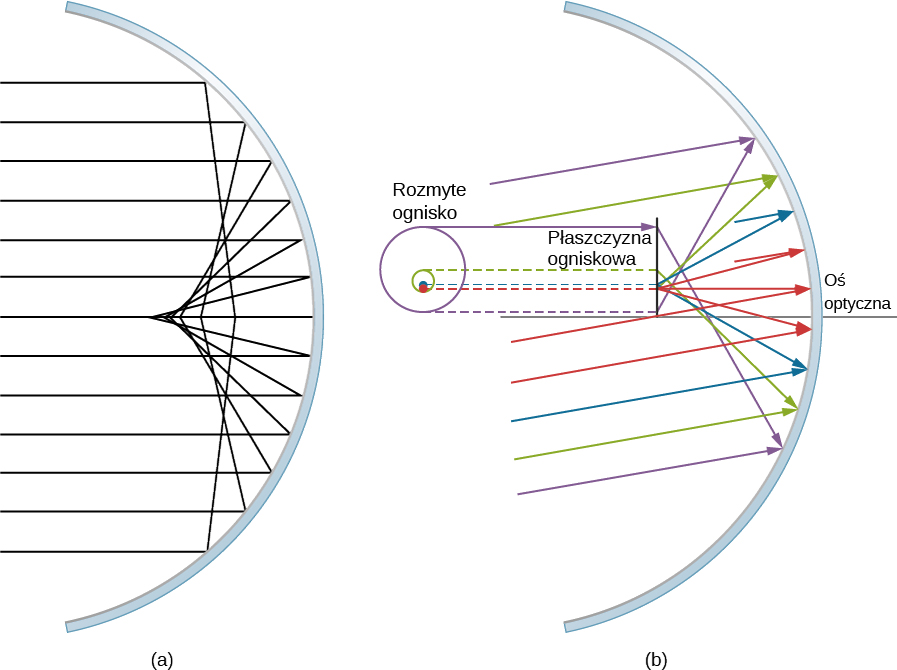 Rozmyte
ognisko
Płaszczyzna
ogniskowa
Oś
optyczna
(a)
(b)